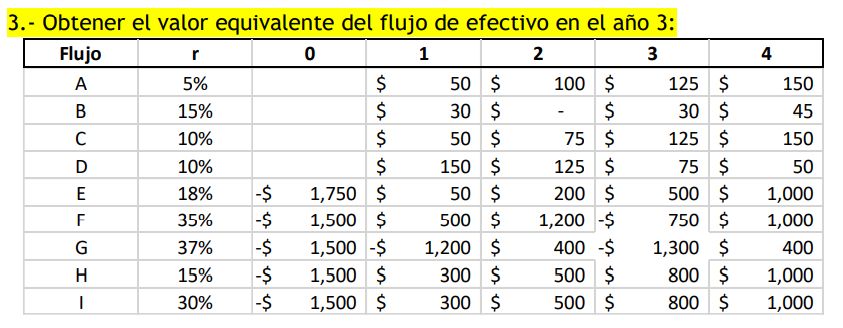 3.- Obtener el valor equivalente del flujo de efectivo en el año 3:
Flujo r 0 1 2 3 4
A 5% $ 50 $ 100 $ 125 $ 150
B 15% $ 30 $ - $ 30 $ 45
C 10% $ 50 $ 75 $ 125 $ 150
D 10% $ 150 $ 125 $ 75 $ 50
E 18% -$ 1,750 $ 50 $ 200 $ 500 $ 1,000
F 35% -$ 1,500 $ 500 $ 1,200 -$ 750 $ 1,000
G 37% -$ 1,500 -$ 1,200 $ 400 -$ 1,300 $ 400
H 15% -$ 1,500 $ 300 $ 500 $ 800 $ 1,000
I 30% -$ 1,500 $ 300 $ 500 $ 800 $ 1,000